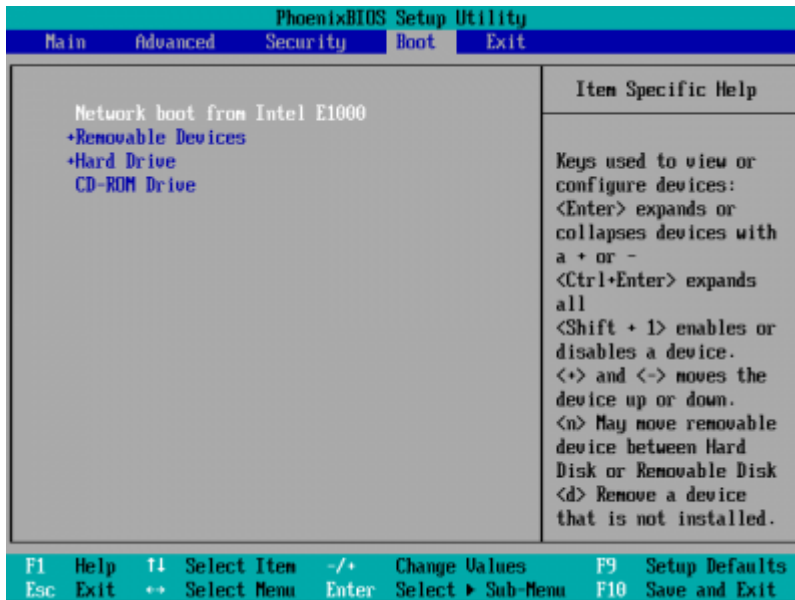 PhoenixBIOS Setup Utility
Main Advanced Security Boot Exit
Network boot from Intel E1000
+Removable Devices
+Hard Drive
CD-ROM Drive
Item Specific Help
Keys used to view or
configure devices:
<Enter> expands or
collapses devices with
a + or -
<Ctrl+Enter> expands
all
<Shift + 1> enables or
disables a device.
<+> and <-> moves the
device up or down.
<n> May move removable
device between Hard
Disk or Removable Disk
<d> Remove a device
that is not installed.
F1 Help ↑↓ Select Item -/+ Change Values F9 Setup Defaults
Esc Exit ↔ Select Menu Enter Select ▶ Sub-Menu F10 Save and Exit